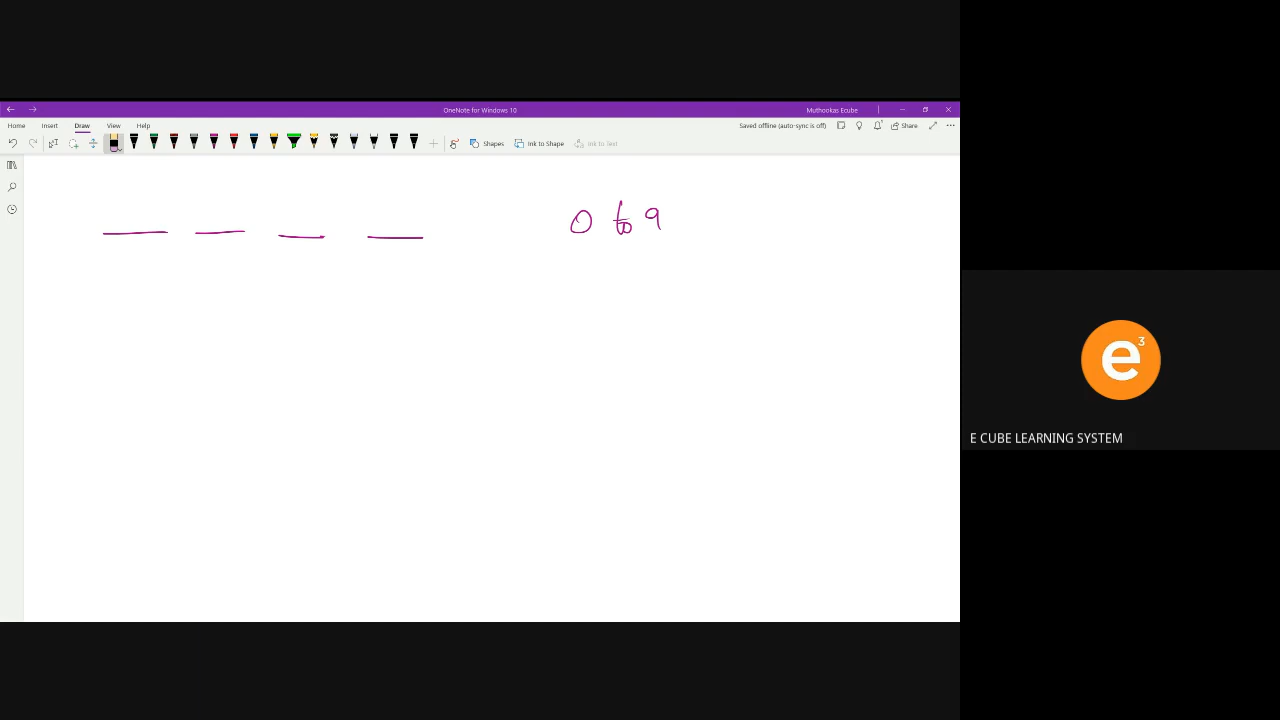 OneNote for Windows 10
Muthookas Ecube
Home Insert Draw View Help
Saved offline (auto-sync is off) Share
Shapes Ink to Shape Ink to Text
0 to 9
e3
E CUBE LEARNING SYSTEM